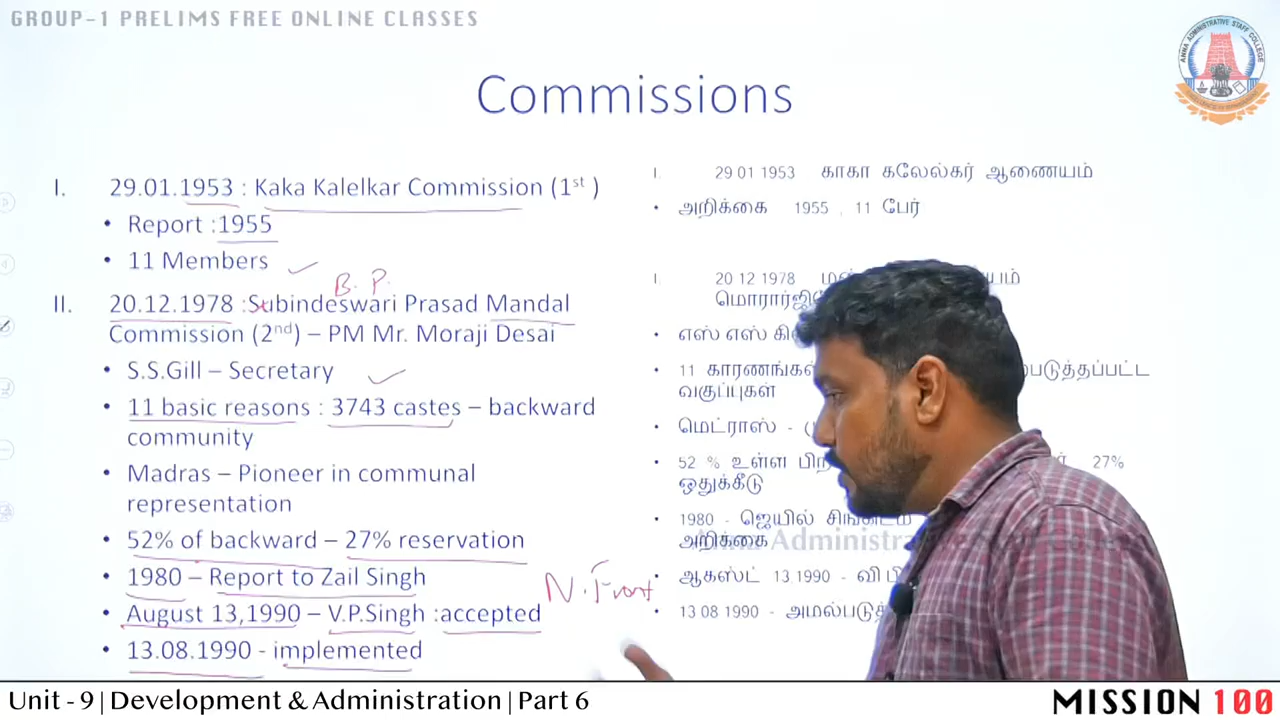 GROUP-1 PRELIMS FREE ONLINE CLASSES
ANNA ADMINISTRATIVE STAFF COLLEGE
Commissions
I. 29.01.1953 : Kaka Kalelkar Commission (1st )
• Report :1955
• 11 Members
B. P.
II. 20.12.1978 :Subindeswari Prasad Mandal
Commission (2nd) – PM Mr. Moraji Desai
• S.S.Gill – Secretary
• 11 basic reasons : 3743 castes – backward
community
• Madras – Pioneer in communal
representation
• 52% of backward – 27% reservation
• 1980 – Report to Zail Singh
• August 13,1990 – V.P.Singh :accepted
N. Front
• 13.08.1990 - implemented
I. 29 01 1953 காகா கலேல்கர் ஆணையம்
• அறிக்கை 1955 , 11 பேர்
I. 20 12 1978
• எஸ் எஸ்
• 11
வகுப்புகள்
• மெட்ராஸ் -
• 52 % உள்ள 27%
ஒதுக்கீடு
• 1980 - ஜெயில்
அறிக்கை
• ஆகஸ்ட் 13.1990 - வி
• 13 08 1990 -
Unit - 9 | Development & Administration | Part 6
MISSION 100